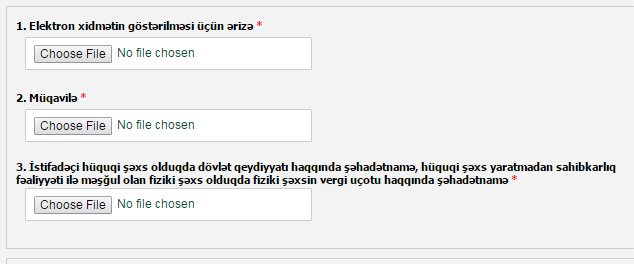 1. Elektron xidmətin göstərilməsi üçün ərizə *
Choose File No file chosen
2. Müqavilə *
Choose File No file chosen
3. İstifadəçi hüquqi şəxs olduqda dövlət qeydiyyatı haqqında şəhadətnamə, hüquqi şəxs yaratmadan sahibkarlıq
fəaliyyəti ilə məşğul olan fiziki şəxs olduqda fiziki şəxsin vergi uçotu haqqında şəhadətnamə *
Choose File No file chosen